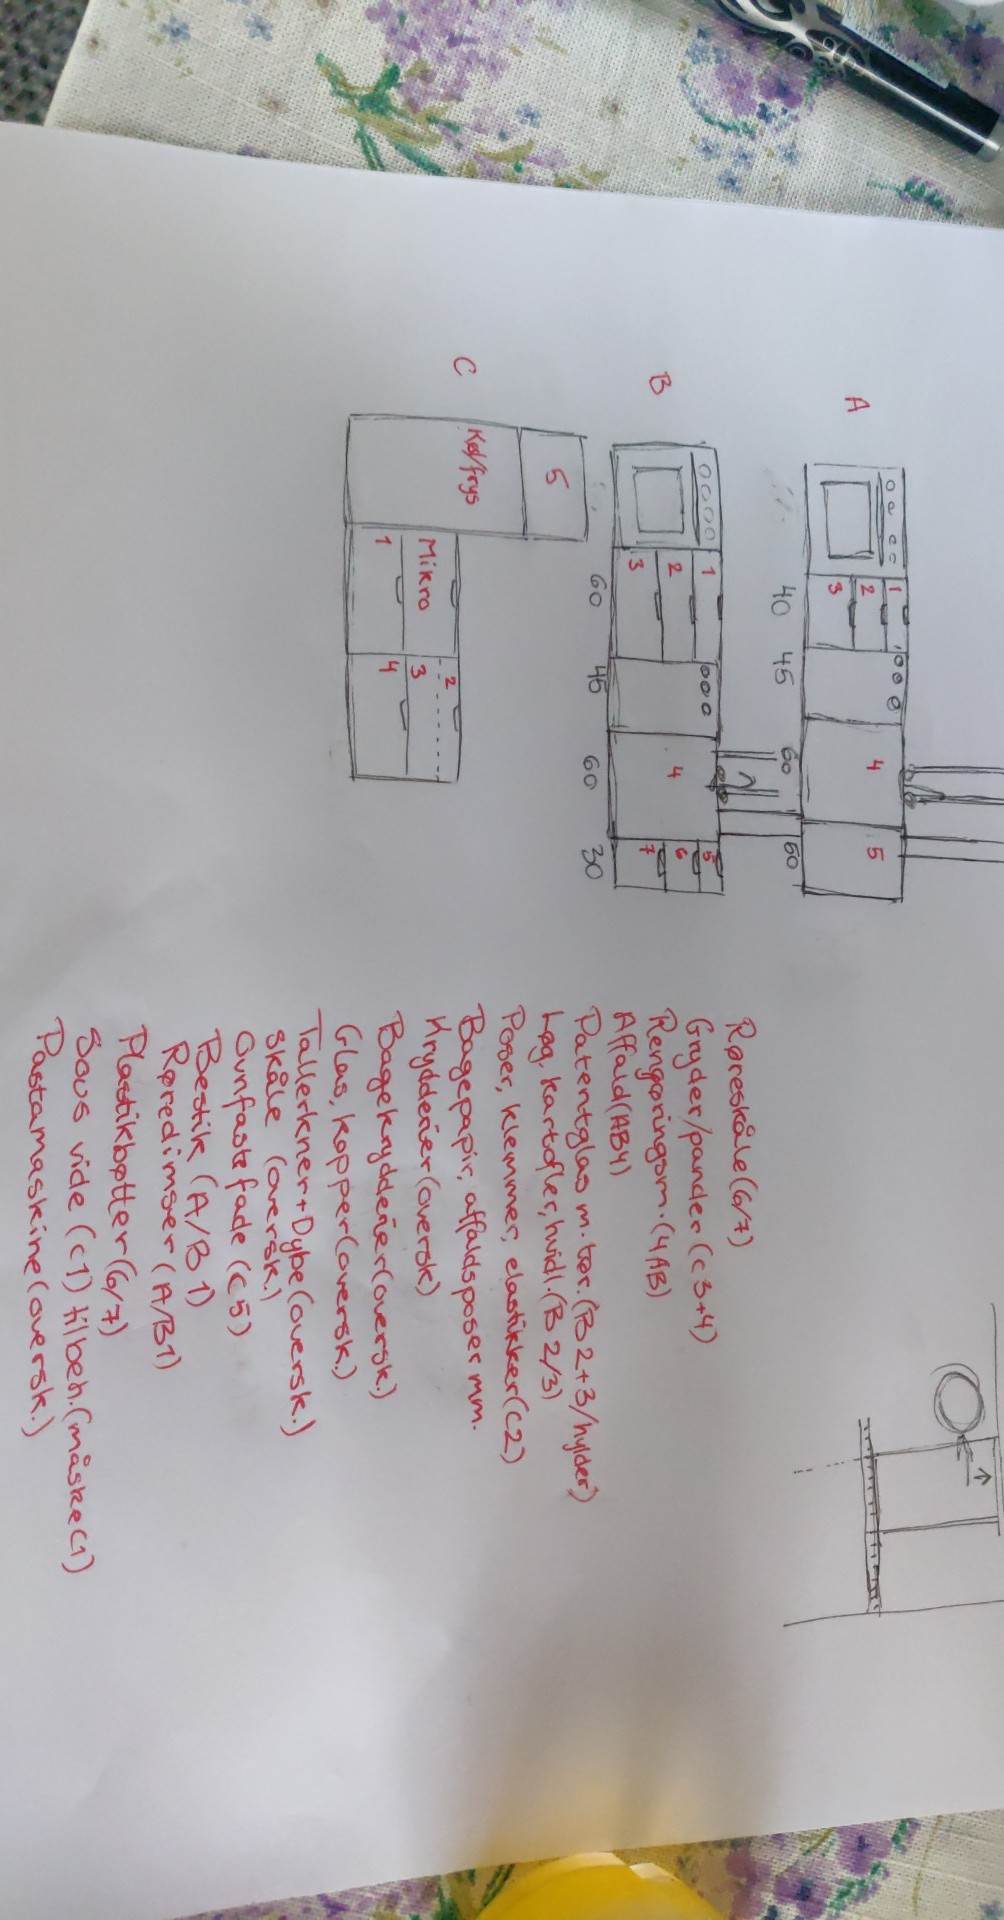 A
1
2
3
4
5
40 45 60 50
B
1
2
3
4
5
6
7
60 45 60 30
C
5
Køl/frys
Mikro
1
2
3
4
Røreskåle (6/7)
Gryder/pander (C 3+4)
Rengøringsm. (4AB)
Affald (AB4)
Patentglas m. tør. (B 2+3/hylder)
Løg, kartofler, hvidl. (B 2/3)
Poser, klemmer, elastikker (C2)
Bagepapir, affaldsposer mm.
Krydderier (oversk)
Bagekrydderier (oversk.)
Glas, kopper (oversk.)
Tallerkner + Dybe (oversk.)
Skåle (oversk.)
Ovnfaste fade (C5)
Bestik (A/B 1)
Røredimser (A/B1)
Plastikbøtter (6/7)
Sous vide (C1) tilbeh. (måske C1)
Pastamaskine (oversk.)